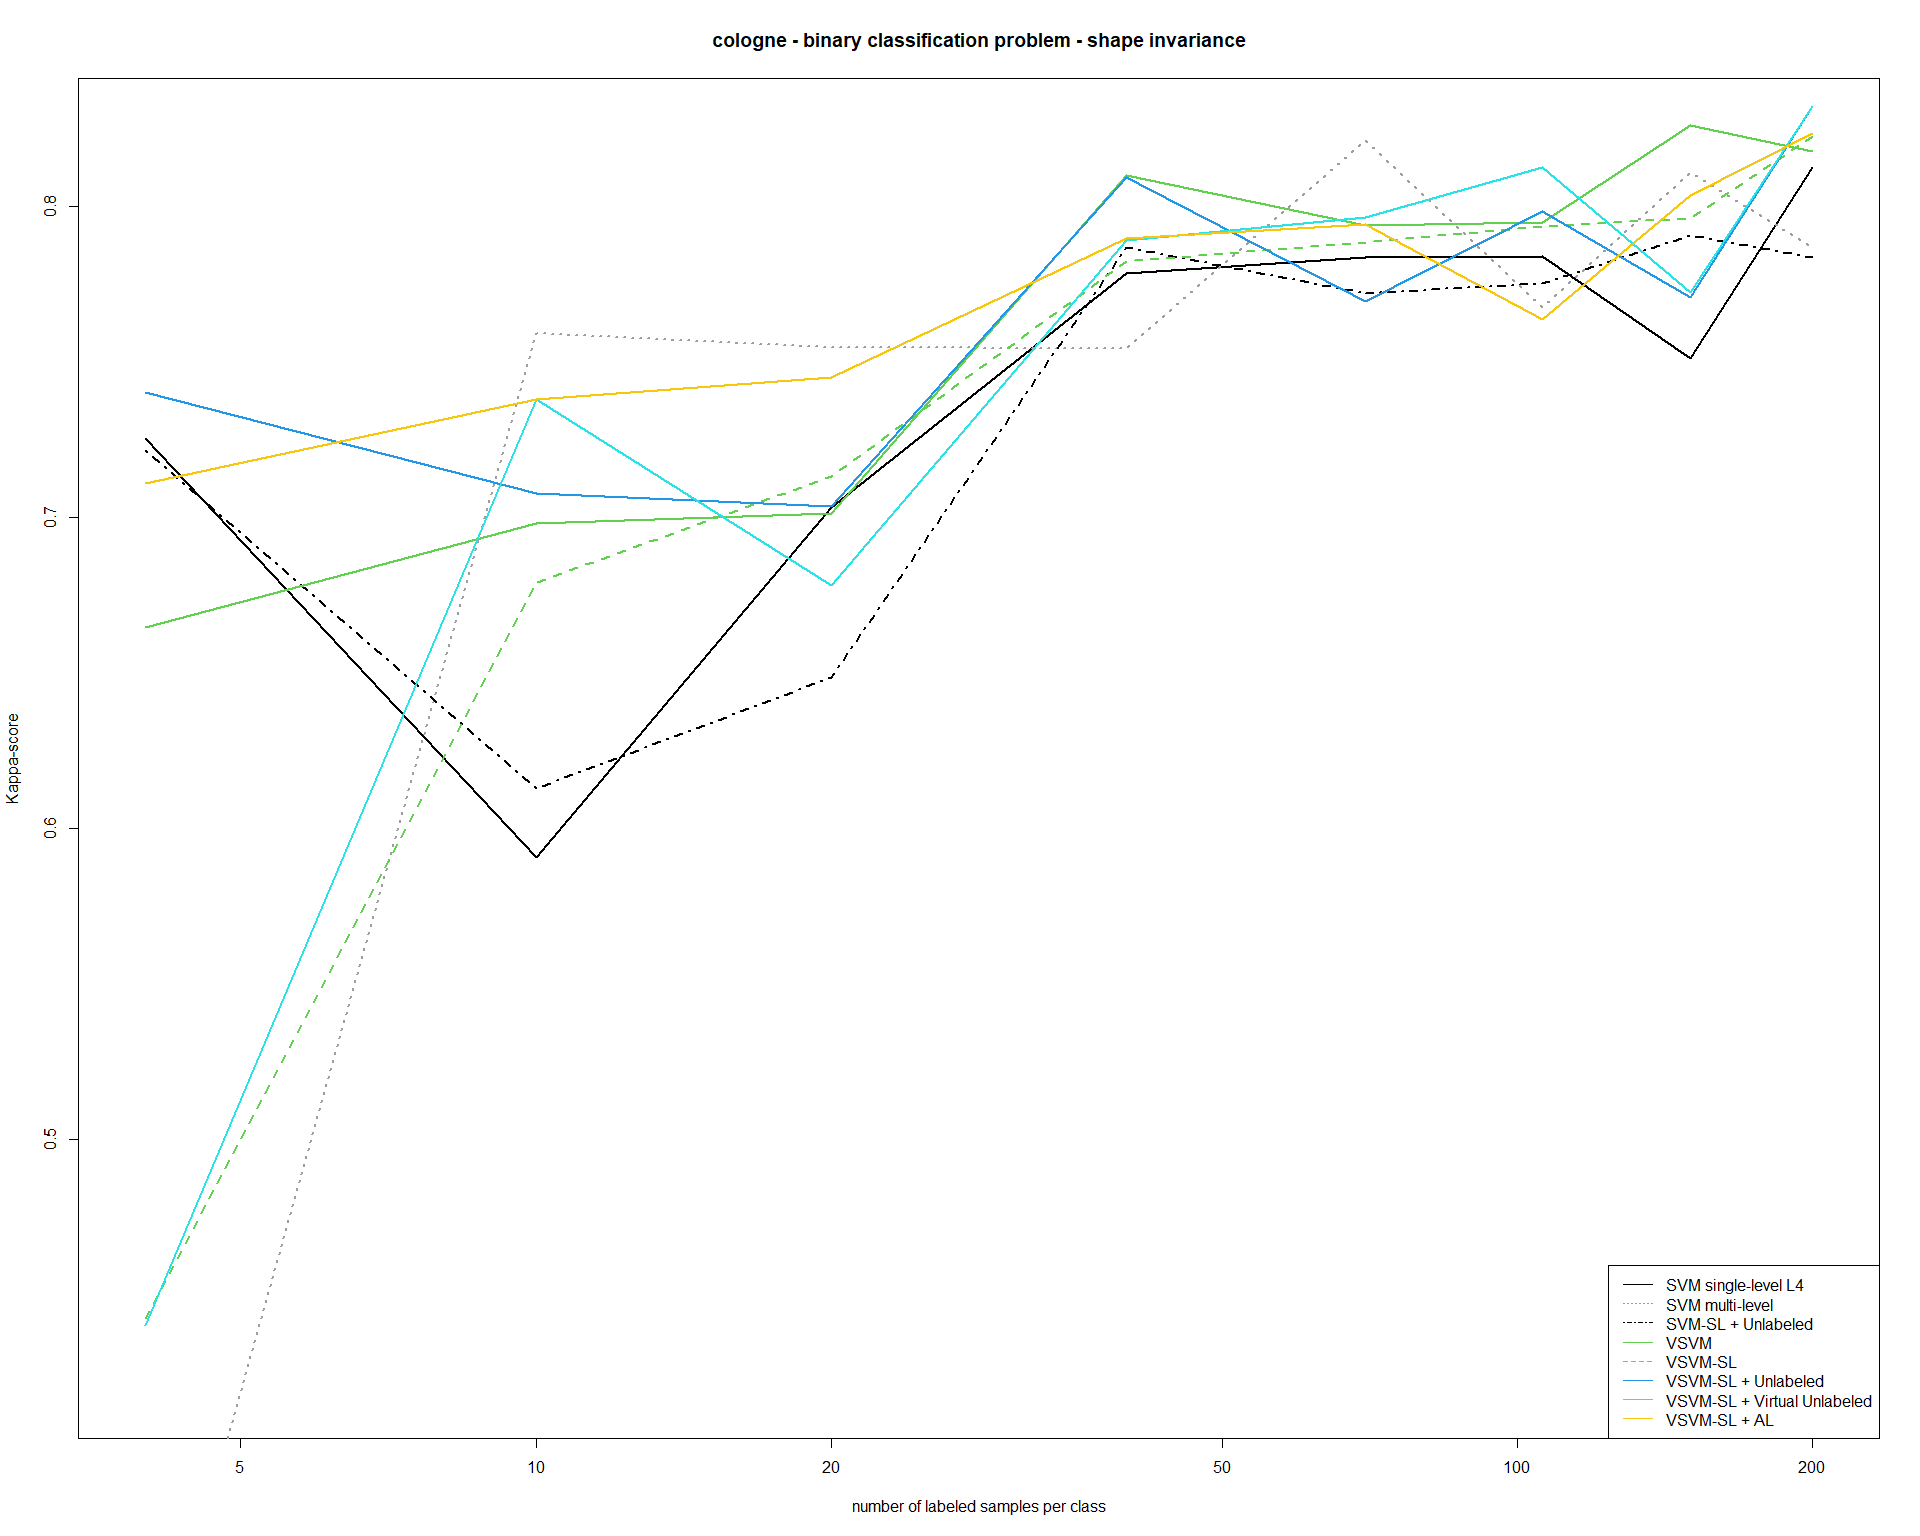 cologne - binary classification problem - shape invariance
Kappa-score
0.8
0.7
0.6
0.5
5
10
20
50
100
200
number of labeled samples per class
SVM single-level L4
SVM multi-level
SVM-SL + Unlabeled
VSVM
VSVM-SL
VSVM-SL + Unlabeled
VSVM-SL + Virtual Unlabeled
VSVM-SL + AL